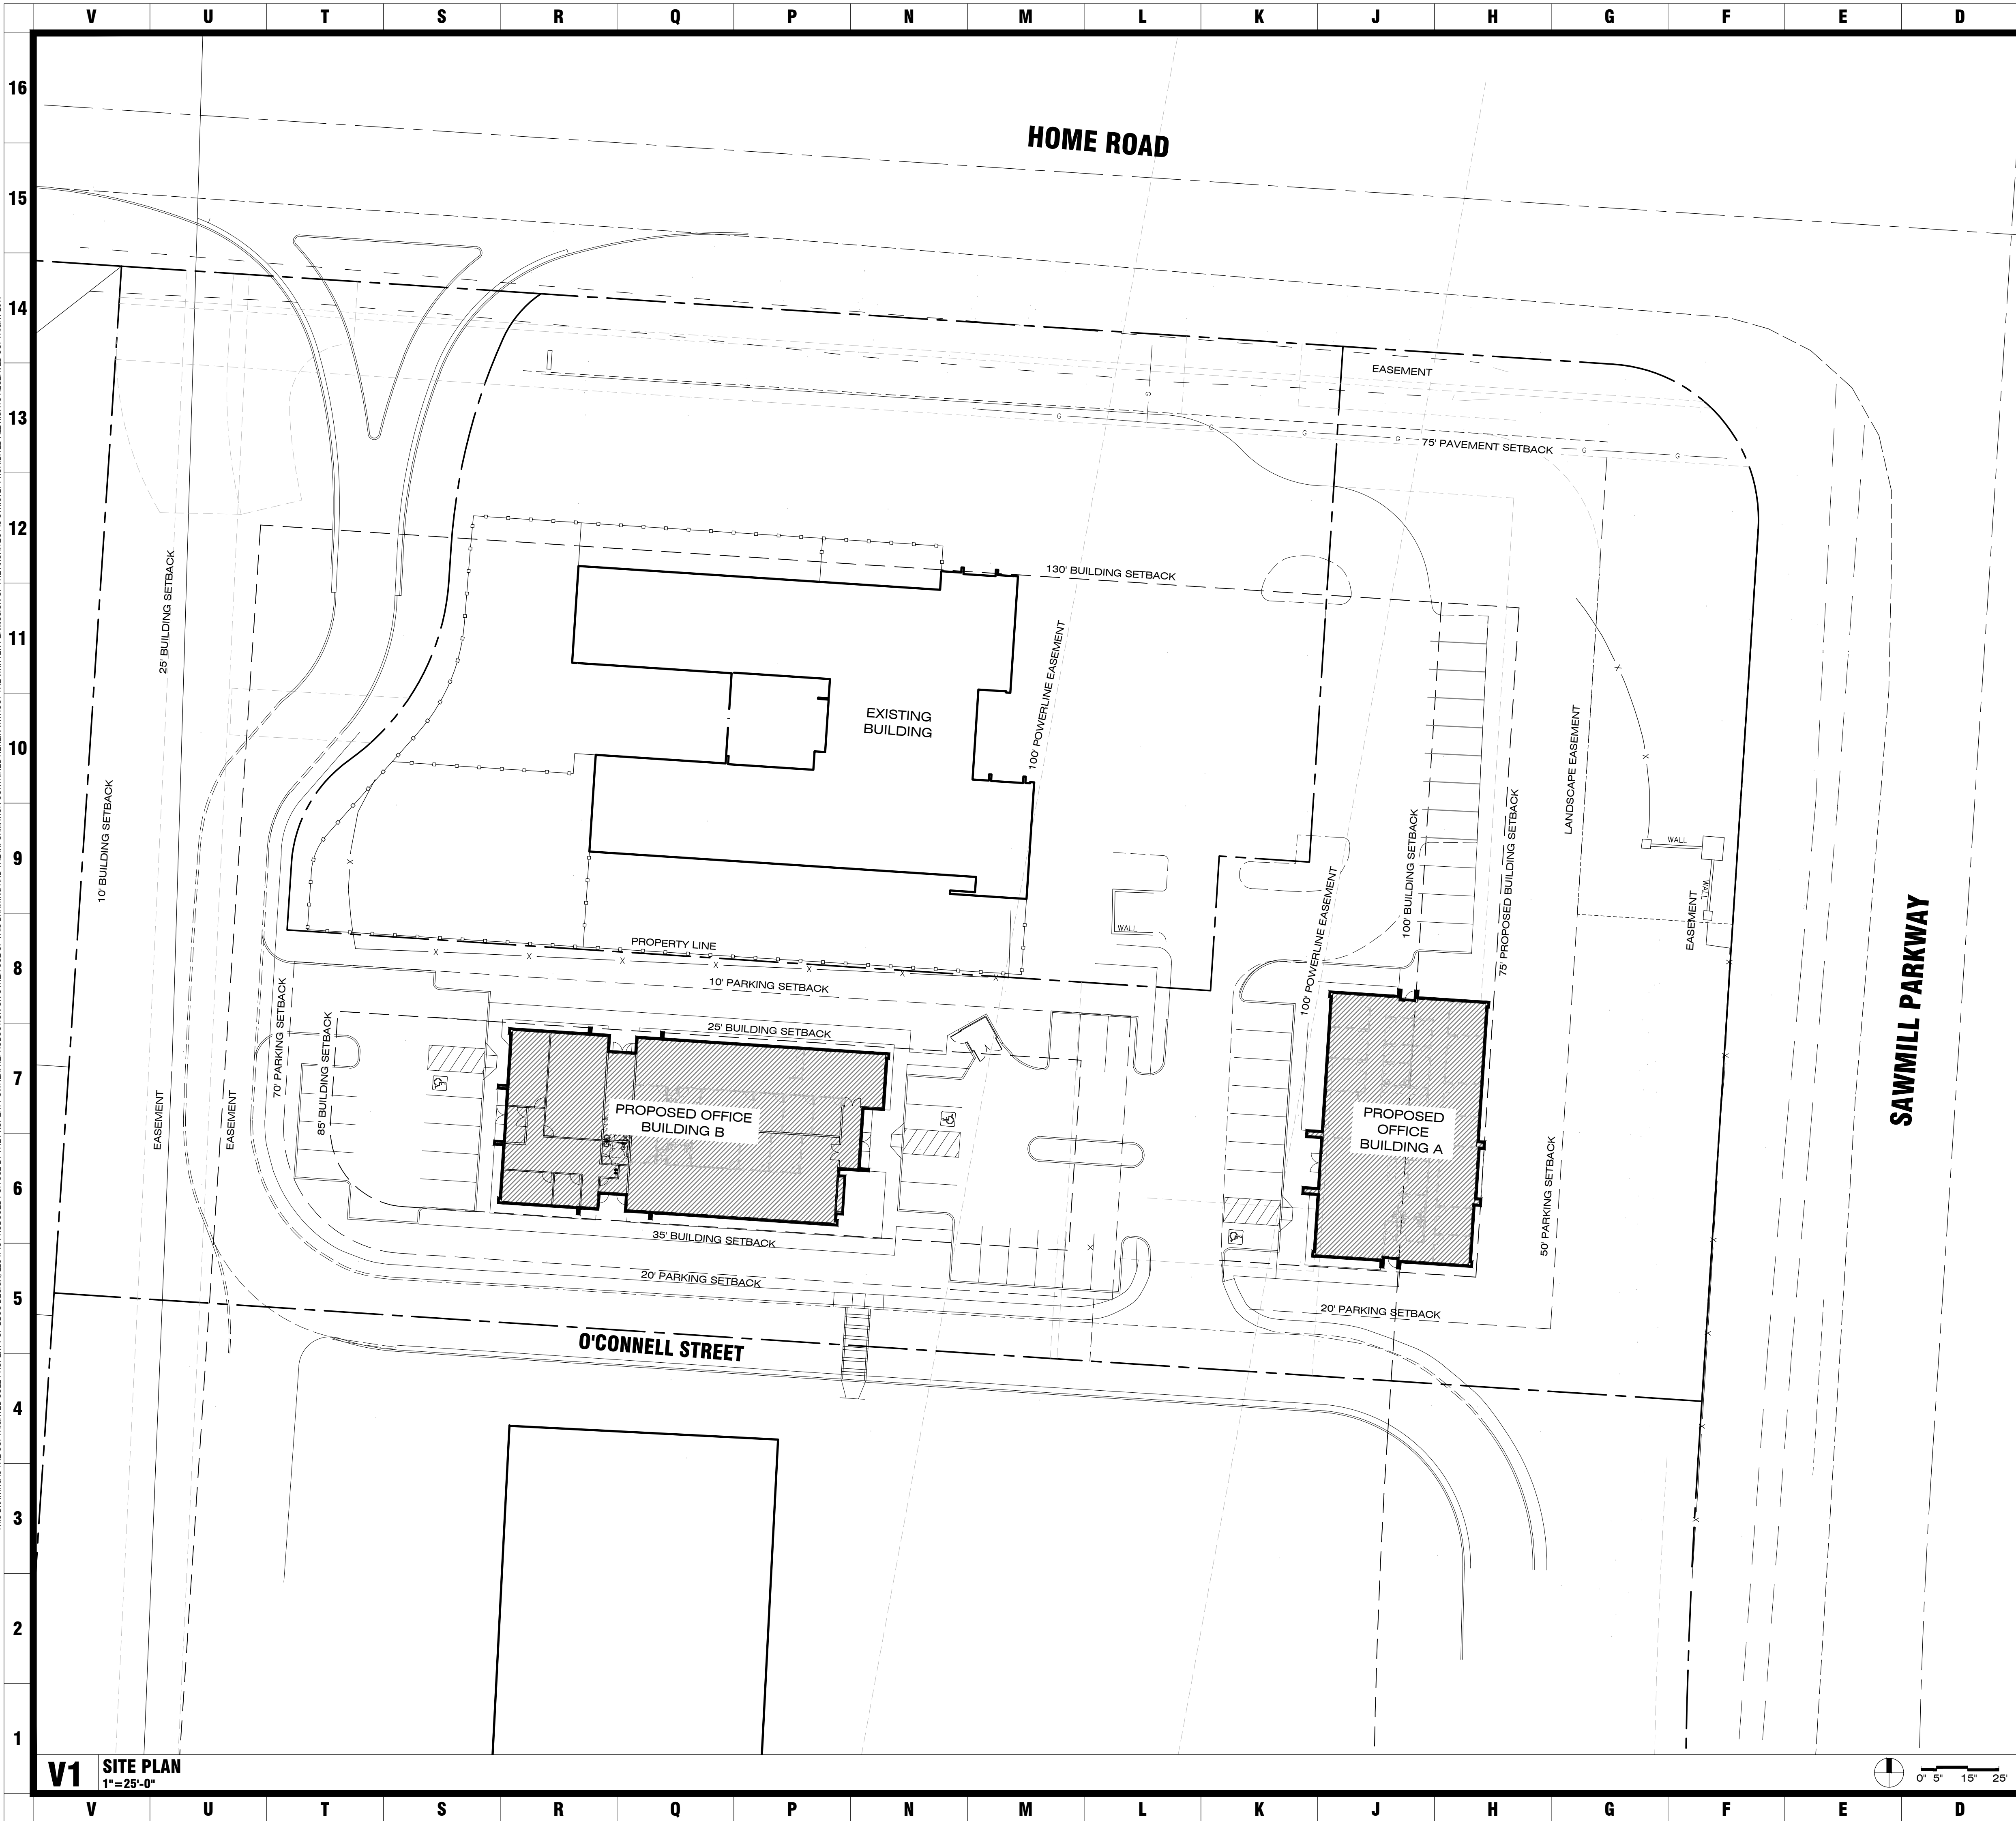 V U T S R Q P N M L K J H G F E D
16
HOME ROAD
15
14
EASEMENT
13
C
G G G G G G
75' PAVEMENT SETBACK
12
25' BUILDING SETBACK
130' BUILDING SETBACK
11
100' POWERLINE EASEMENT
EXISTING
BUILDING
10
LANDSCAPE EASEMENT
10' BUILDING SETBACK
75' PROPOSED BUILDING SETBACK
100' BUILDING SETBACK
9
WALL
WALL
100' POWERLINE EASEMENT
EASEMENT
WALL
PROPERTY LINE
8
10' PARKING SETBACK
70' PARKING SETBACK
85' BUILDING SETBACK
25' BUILDING SETBACK
SAWMILL PARKWAY
7
EASEMENT
EASEMENT
PROPOSED OFFICE
BUILDING B
PROPOSED
OFFICE
BUILDING A
6
50' PARKING SETBACK
35' BUILDING SETBACK
20' PARKING SETBACK
5
20' PARKING SETBACK
O'CONNELL STREET
4
3
2
1
V1
SITE PLAN
1"=25'-0"
0" 5" 15" 25'
V U T S R Q P N M L K J H G F E D